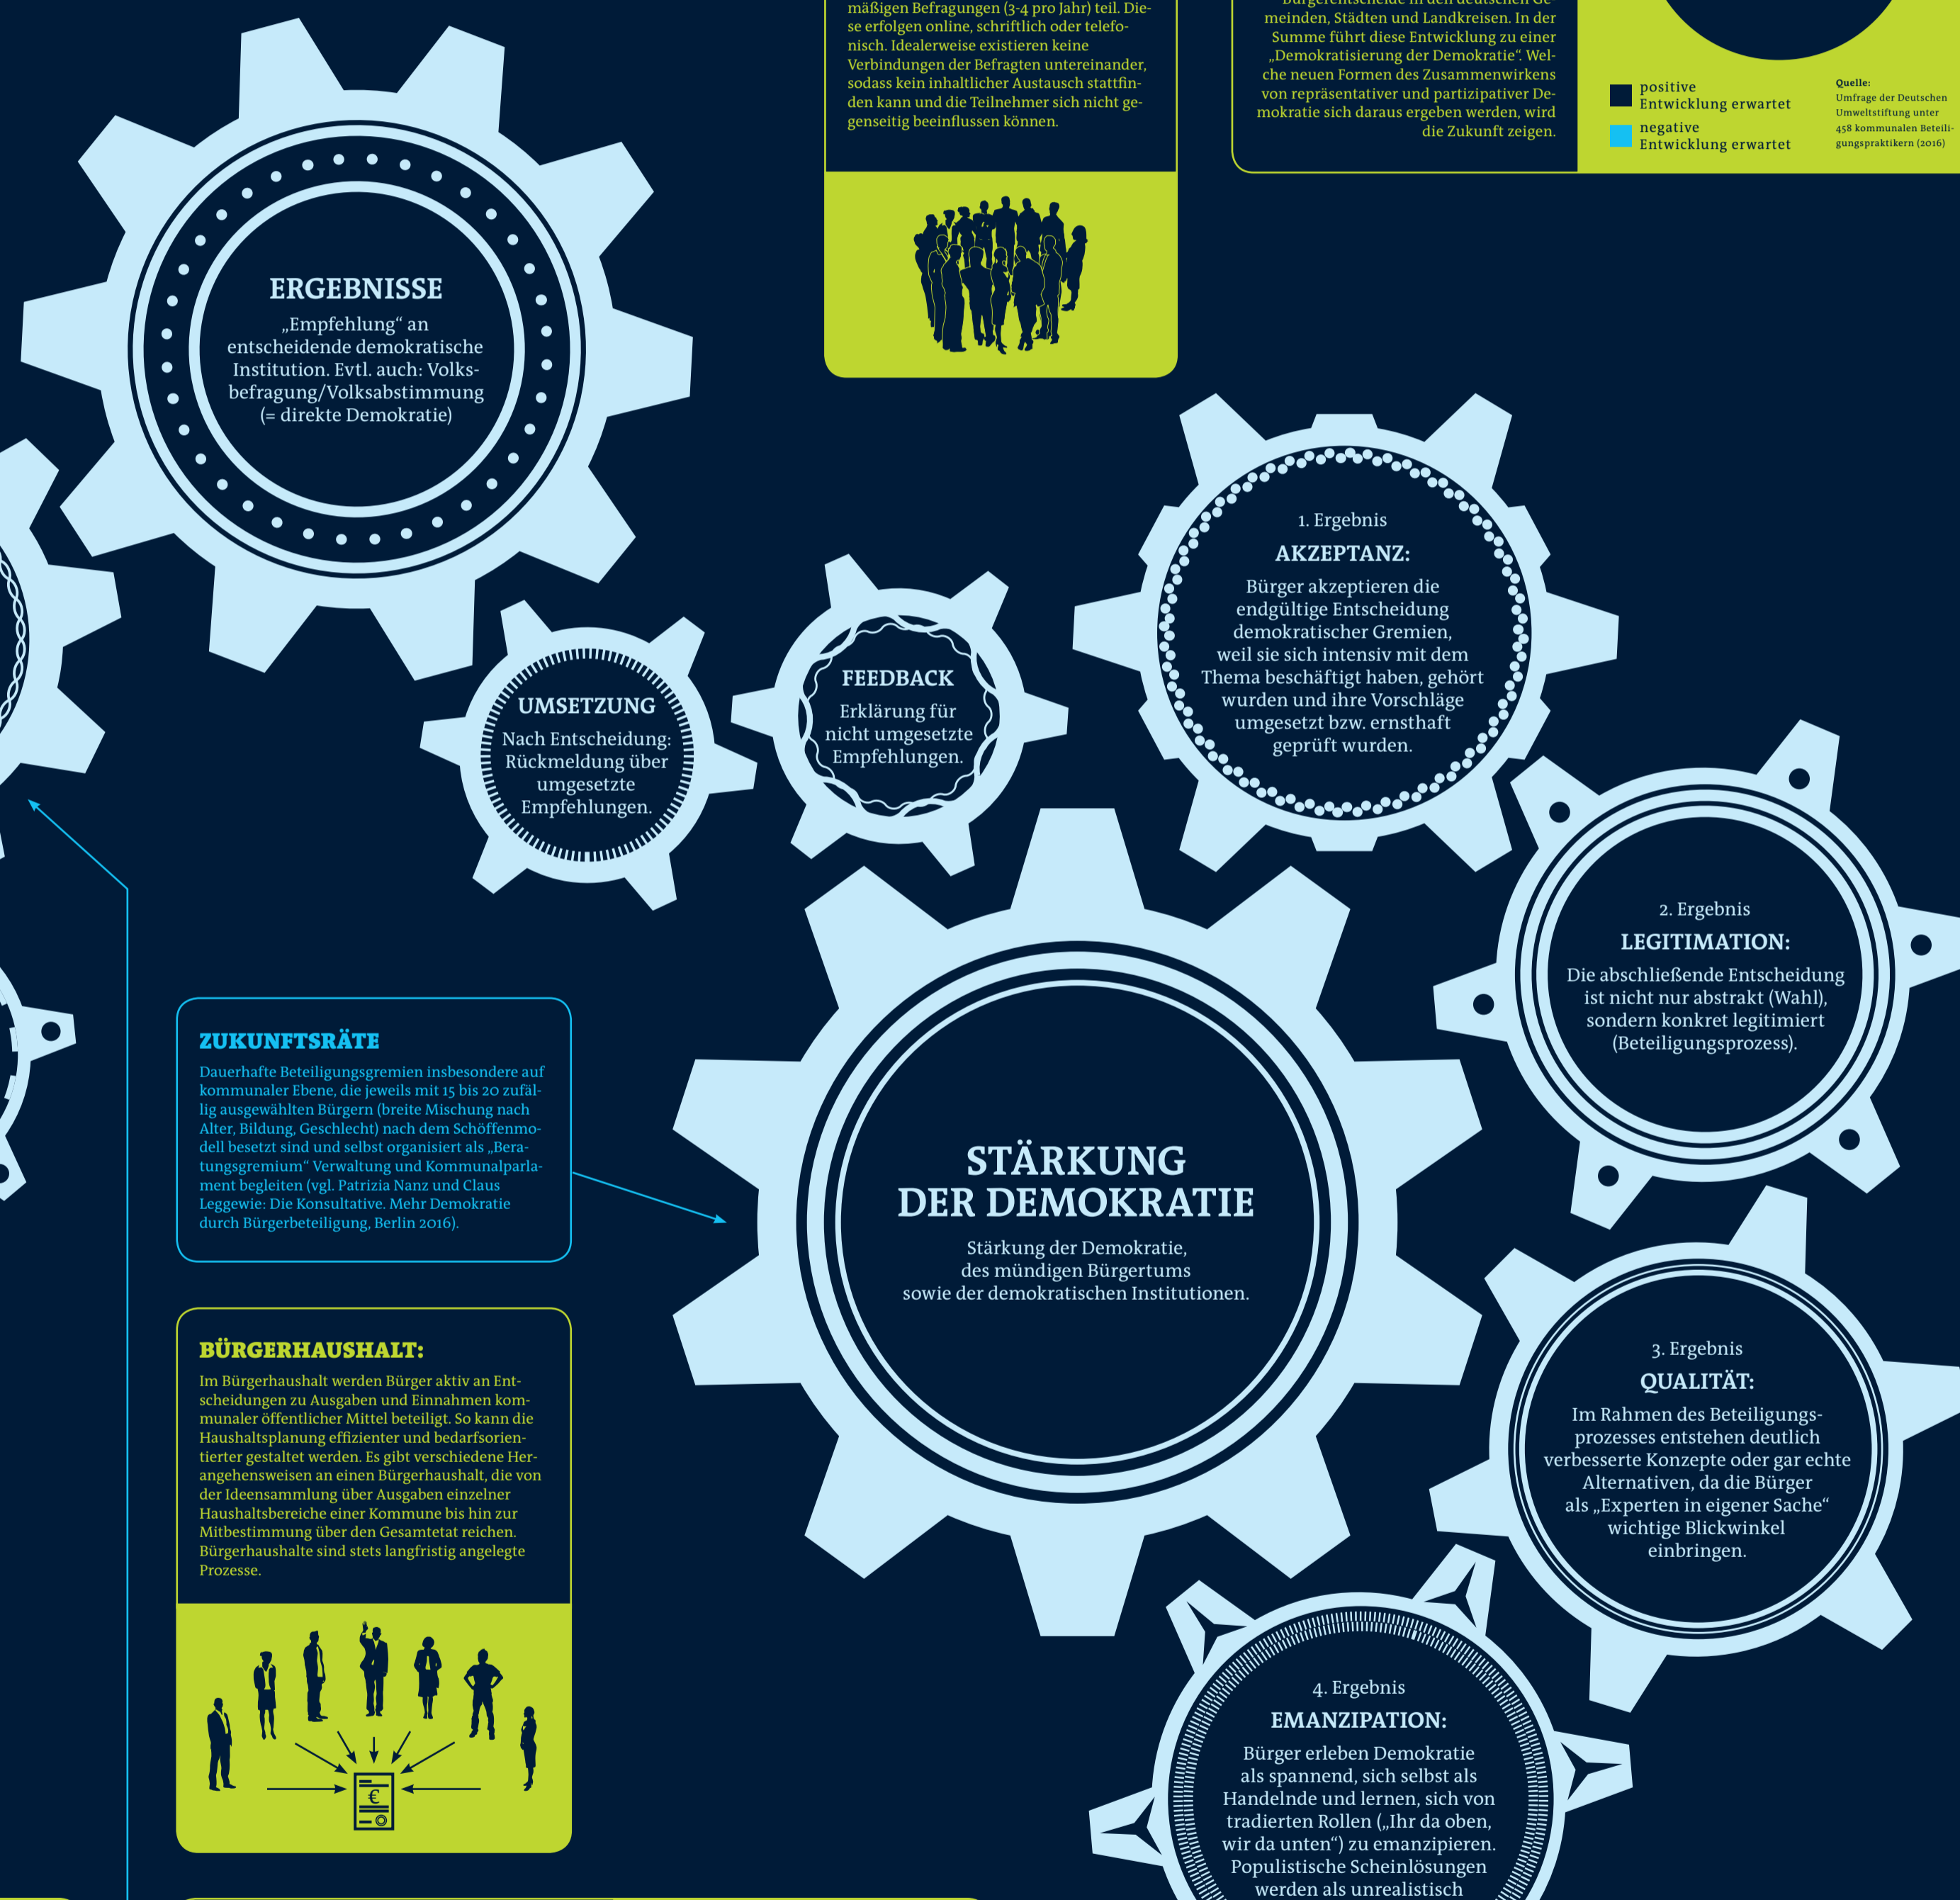 mäßigen Befragungen (3-4 pro Jahr) teil. Die-
se erfolgen online, schriftlich oder telefo-
nisch. Idealerweise existieren keine
Verbindungen der Befragten untereinander,
sodass kein inhaltlicher Austausch stattfin-
den kann und die Teilnehmer sich nicht ge-
genseitig beeinflussen können.
Bürgerentscheide in den deutschen Ge-
meinden, Städten und Landkreisen. In der
Summe führt diese Entwicklung zu einer
„Demokratisierung der Demokratie“. Wel-
che neuen Formen des Zusammenwirkens
von repräsentativer und partizipativer De-
mokratie sich daraus ergeben werden, wird
die Zukunft zeigen.
positive
Entwicklung erwartet
negative
Entwicklung erwartet
Quelle:
Umfrage der Deutschen
Umweltstiftung unter
458 kommunalen Beteili-
gungspraktikern (2016)
ERGEBNISSE
„Empfehlung“ an
entscheidende demokratische
Institution. Evtl. auch: Volks-
befragung/Volksabstimmung
(= direkte Demokratie)
UMSETZUNG
Nach Entscheidung:
Rückmeldung über
umgesetzte
Empfehlungen.
FEEDBACK
Erklärung für
nicht umgesetzte
Empfehlungen.
1. Ergebnis
AKZEPTANZ:
Bürger akzeptieren die
endgültige Entscheidung
demokratischer Gremien,
weil sie sich intensiv mit dem
Thema beschäftigt haben, gehört
wurden und ihre Vorschläge
umgesetzt bzw. ernsthaft
geprüft wurden.
2. Ergebnis
LEGITIMATION:
Die abschließende Entscheidung
ist nicht nur abstrakt (Wahl),
sondern konkret legitimiert
(Beteiligungsprozess).
ZUKUNFTSRÄTE
Dauerhafte Beteiligungsgremien insbesondere auf
kommunaler Ebene, die jeweils mit 15 bis 20 zufäl-
lig ausgewählten Bürgern (breite Mischung nach
Alter, Bildung, Geschlecht) nach dem Schöffenmo-
dell besetzt sind und selbst organisiert als „Bera-
tungsgremium“ Verwaltung und Kommunalparla-
ment begleiten (vgl. Patrizia Nanz und Claus
Leggewie: Die Konsultative. Mehr Demokratie
durch Bürgerbeteiligung, Berlin 2016).
STÄRKUNG
DER DEMOKRATIE
Stärkung der Demokratie,
des mündigen Bürgertums
sowie der demokratischen Institutionen.
BÜRGERHAUSHALT:
Im Bürgerhaushalt werden Bürger aktiv an Ent-
scheidungen zu Ausgaben und Einnahmen kom-
munaler öffentlicher Mittel beteiligt. So kann die
Haushaltsplanung effizienter und bedarfsorien-
tierter gestaltet werden. Es gibt verschiedene Her-
angehensweisen an einen Bürgerhaushalt, die von
der Ideensammlung über Ausgaben einzelner
Haushaltsbereiche einer Kommune bis hin zur
Mitbestimmung über den Gesamtetat reichen.
Bürgerhaushalte sind stets langfristig angelegte
Prozesse.
€
3. Ergebnis
QUALITÄT:
Im Rahmen des Beteiligungs-
prozesses entstehen deutlich
verbesserte Konzepte oder gar echte
Alternativen, da die Bürger
als „Experten in eigener Sache“
wichtige Blickwinkel
einbringen.
4. Ergebnis
EMANZIPATION:
Bürger erleben Demokratie
als spannend, sich selbst als
Handelnde und lernen, sich von
tradierten Rollen („Ihr da oben,
wir da unten“) zu emanzipieren.
Populistische Scheinlösungen
werden als unrealistisch